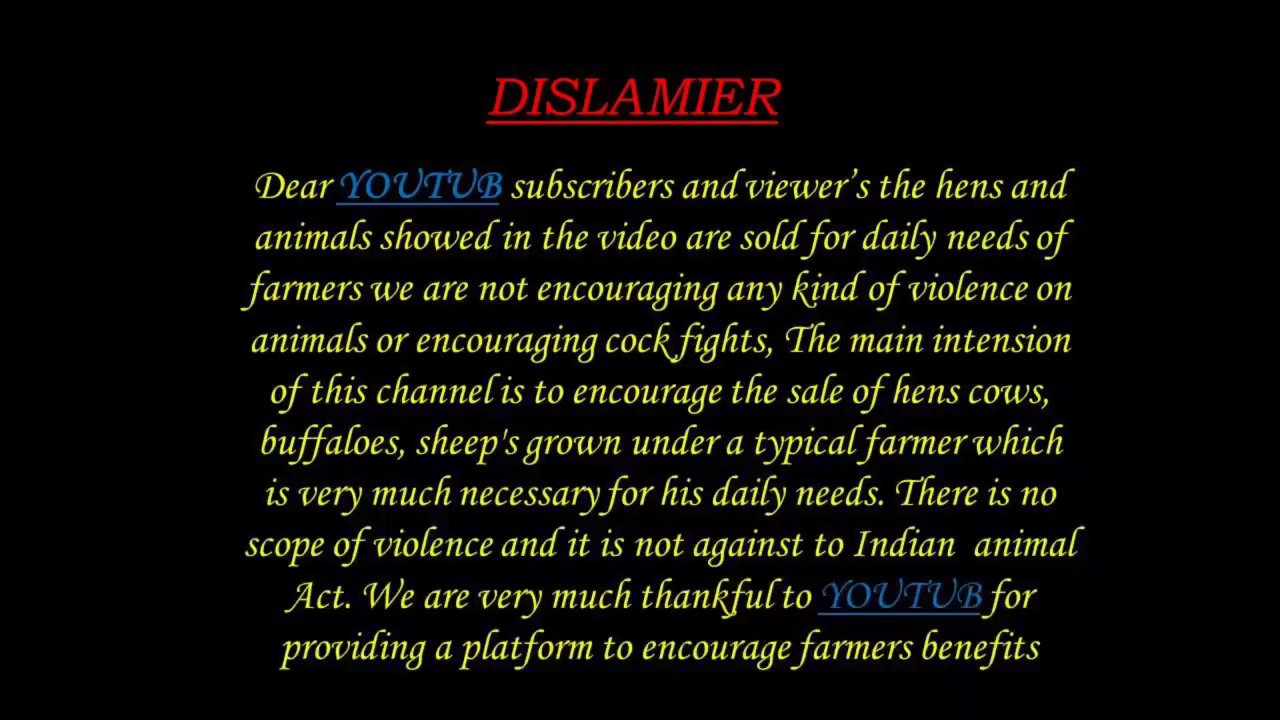 DISLAMIER
Dear YOUTUB subscribers and viewer’s the hens and
animals showed in the video are sold for daily needs of
farmers we are not encouraging any kind of violence on
animals or encouraging cock fights, The main intension
of this channel is to encourage the sale of hens cows,
buffaloes, sheep's grown under a typical farmer which
is very much necessary for his daily needs. There is no
scope of violence and it is not against to Indian  animal
Act. We are very much thankful to YOUTUB for
providing a platform to encourage farmers benefits